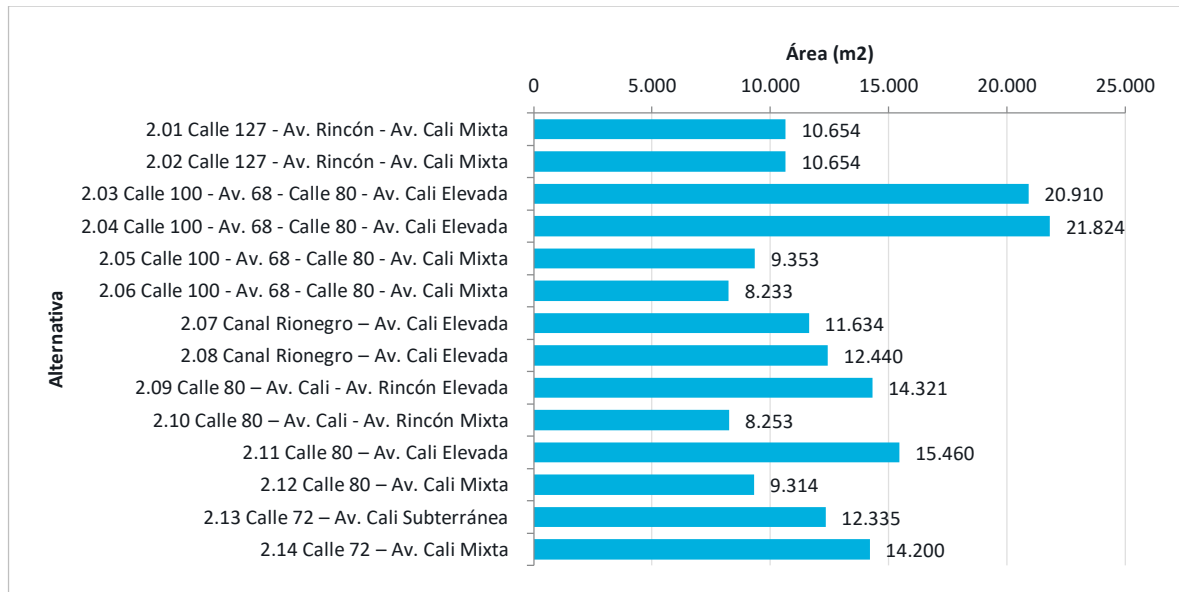 Área (m2)
0 5.000 10.000 15.000 20.000 25.000
Alternativa
2.01 Calle 127 - Av. Rincón - Av. Cali Mixta 10.654
2.02 Calle 127 - Av. Rincón - Av. Cali Mixta 10.654
2.03 Calle 100 - Av. 68 - Calle 80 - Av. Cali Elevada 20.910
2.04 Calle 100 - Av. 68 - Calle 80 - Av. Cali Elevada 21.824
2.05 Calle 100 - Av. 68 - Calle 80 - Av. Cali Mixta 9.353
2.06 Calle 100 - Av. 68 - Calle 80 - Av. Cali Mixta 8.233
2.07 Canal Rionegro – Av. Cali Elevada 11.634
2.08 Canal Rionegro – Av. Cali Elevada 12.440
2.09 Calle 80 – Av. Cali - Av. Rincón Elevada 14.321
2.10 Calle 80 – Av. Cali - Av. Rincón Mixta 8.253
2.11 Calle 80 – Av. Cali Elevada 15.460
2.12 Calle 80 – Av. Cali Mixta 9.314
2.13 Calle 72 – Av. Cali Subterránea 12.335
2.14 Calle 72 – Av. Cali Mixta 14.200